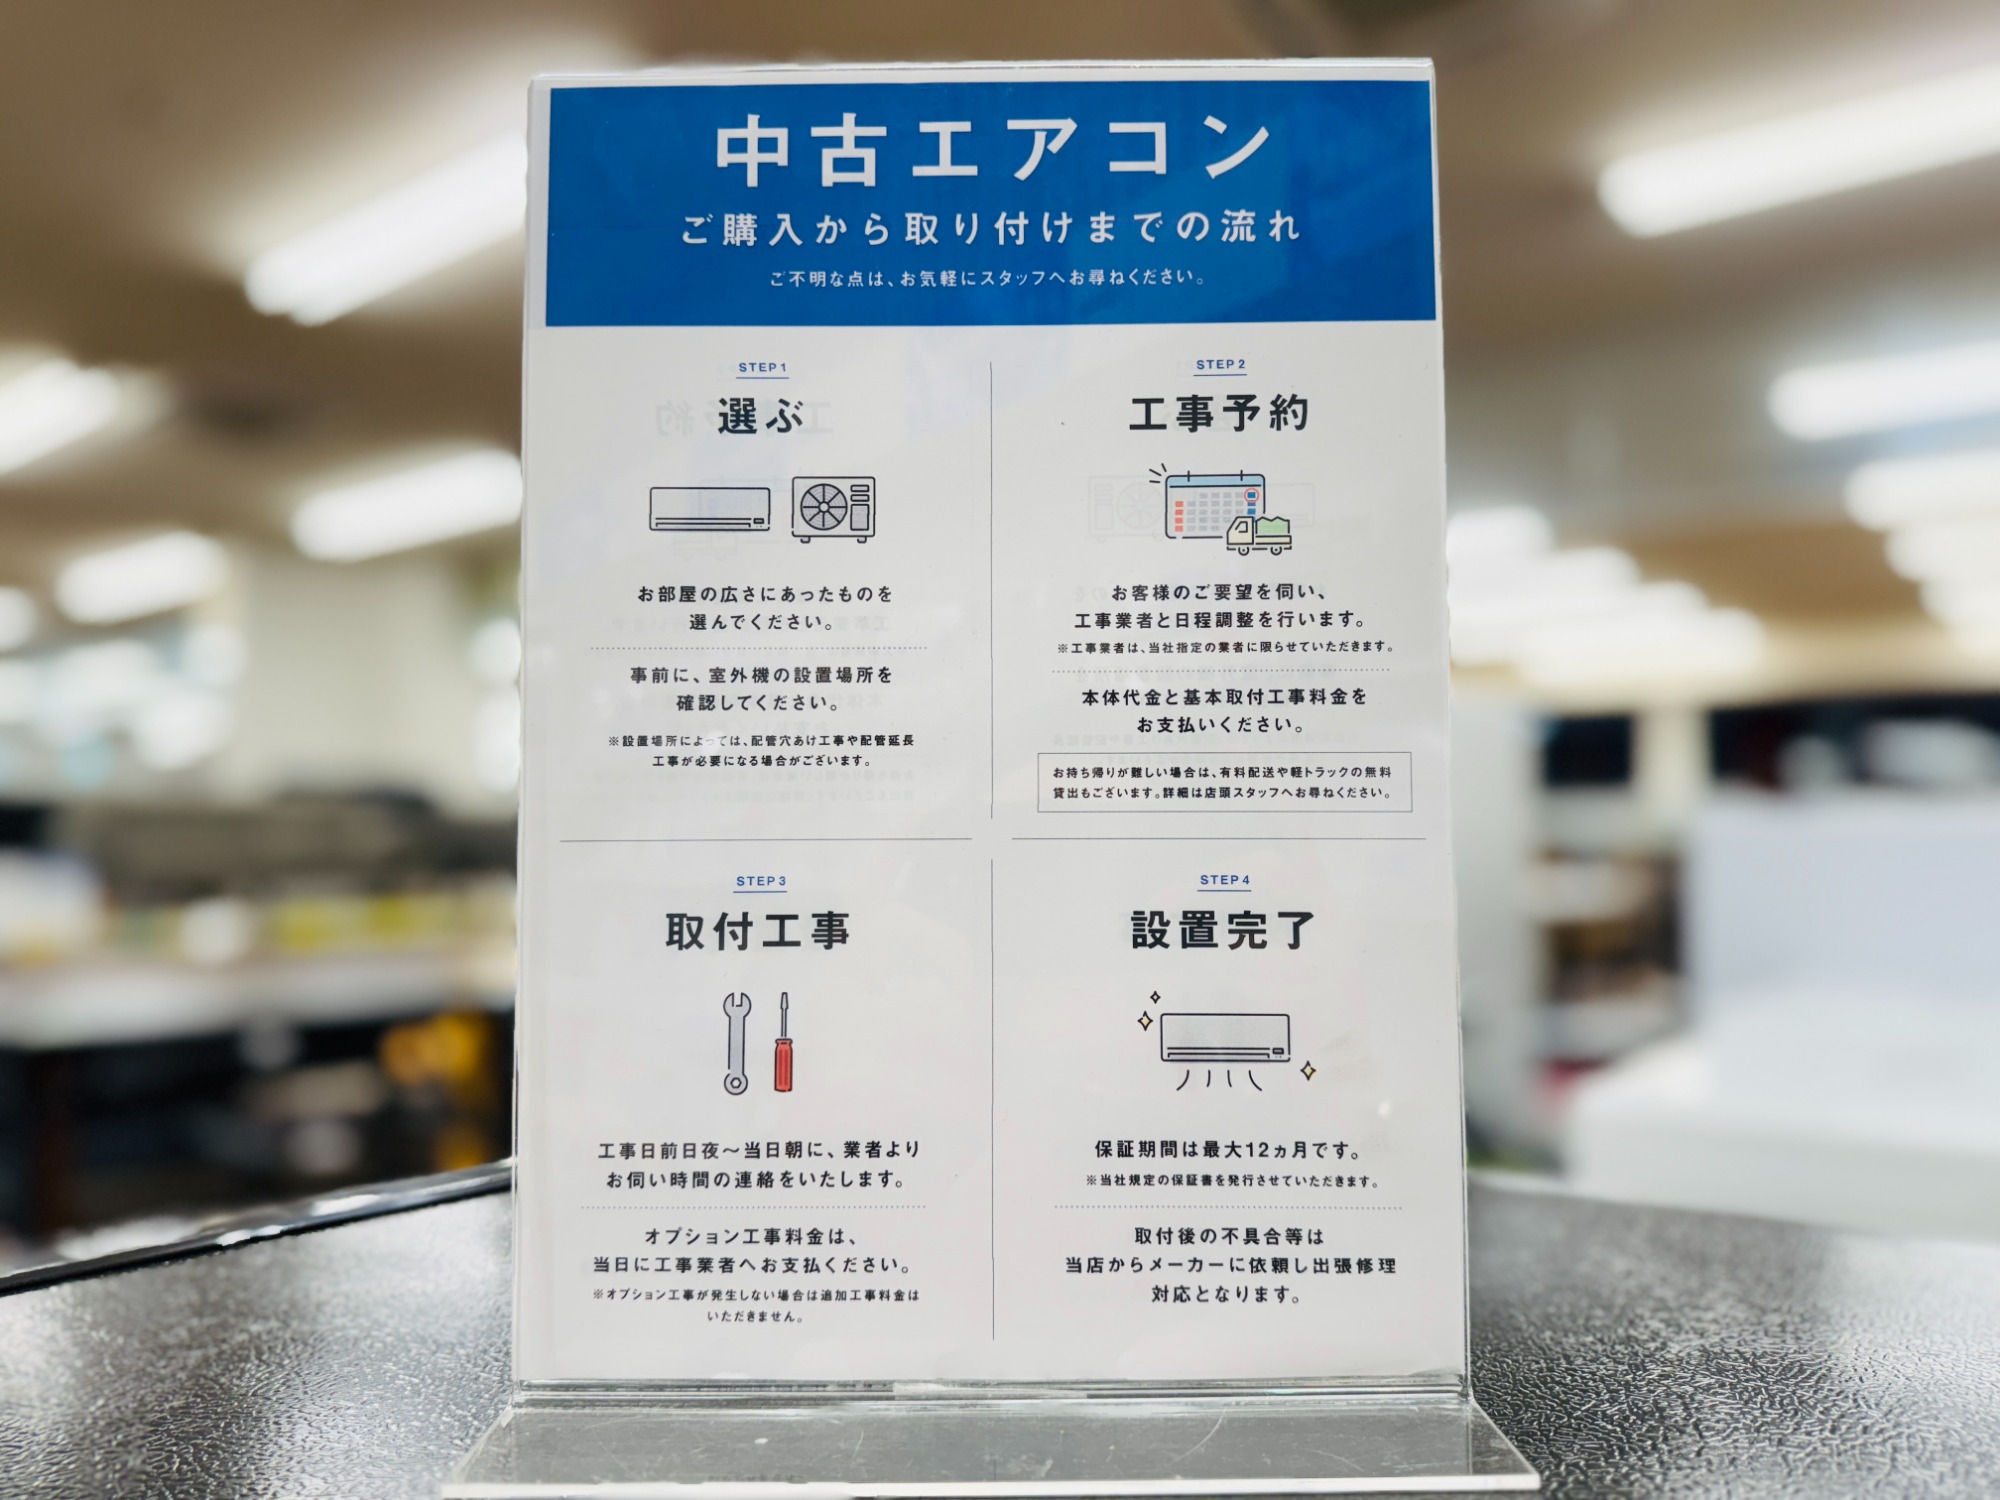 中古エアコン
ご購入から取り付けまでの流れ
ご不明な点は、お気軽にスタッフへお尋ねください。
STEP1
選ぶ
お部屋の広さにあったものを
選んでください。
事前に、室外機の設置場所を
確認してください。
※設置場所によっては、配管穴あけ工事や配管延長
工事が必要になる場合がございます。
STEP2
工事予約
お客様のご要望を伺い、
工事業者と日程調整を行います。
※工事業者は、当社指定の業者に限らせていただきます。
本体代金と基本取付工事料金を
お支払いください。
お持ち帰りが難しい場合は、有料配送や軽トラックの無料
貸出もございます。詳細は店頭スタッフへお尋ねください。
STEP3
取付工事
工事日前日夜～当日朝に、業者より
お伺い時間の連絡をいたします。
オプション工事料金は、
当日に工事業者へお支払ください。
※オプション工事が発生しない場合は追加工事料金は
いただきません。
STEP4
設置完了
保証期間は最大12ヵ月です。
※当社規定の保証書を発行させていただきます。
取付後の不具合等は
当店からメーカーに依頼し出張修理
対応となります。